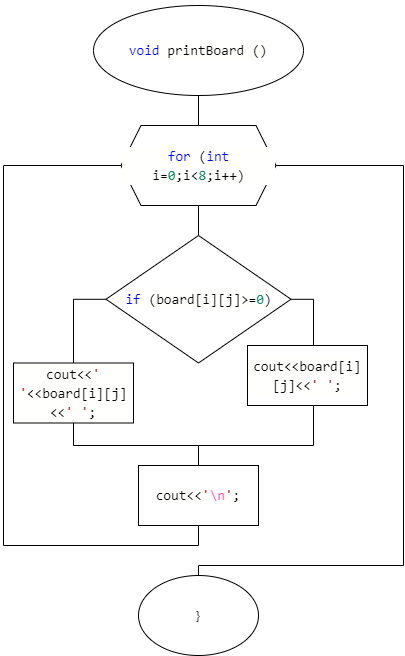 void printBoard ()
for (int
i=0;i<8;i++)
if (board[i][j]>=0)
cout<<'
'<<board[i][j]
<<' ';
cout<<board[i]
[j]<<' ';
cout<<'\n';
}